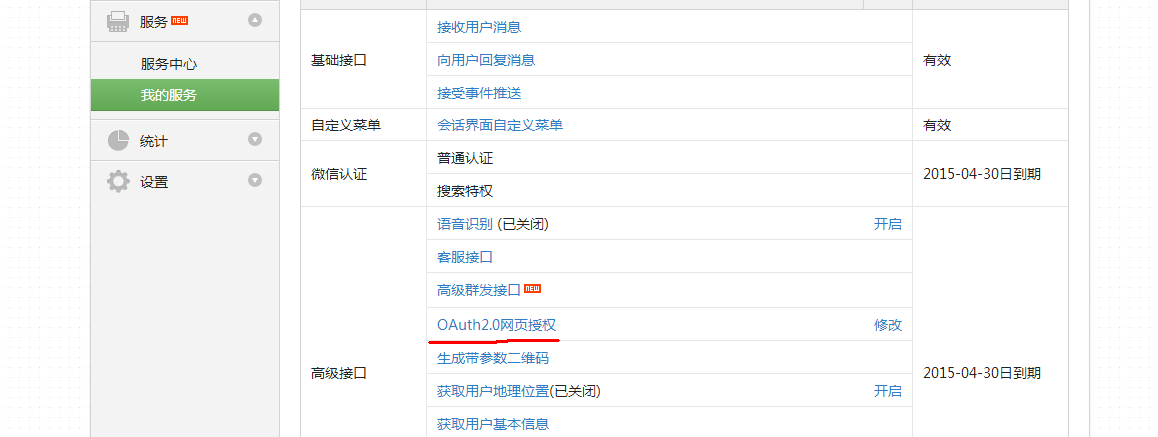 服务 NEW
服务中心
我的服务
统计
设置
基础接口
接收用户消息
向用户回复消息
接受事件推送
有效
自定义菜单
会话界面自定义菜单
有效
微信认证
普通认证
搜索特权
2015-04-30日到期
高级接口
语音识别 (已关闭) 开启
客服接口
高级群发接口 NEW
OAuth2.0网页授权 修改
生成带参数二维码
获取用户地理位置(已关闭) 开启
获取用户基本信息
2015-04-30日到期